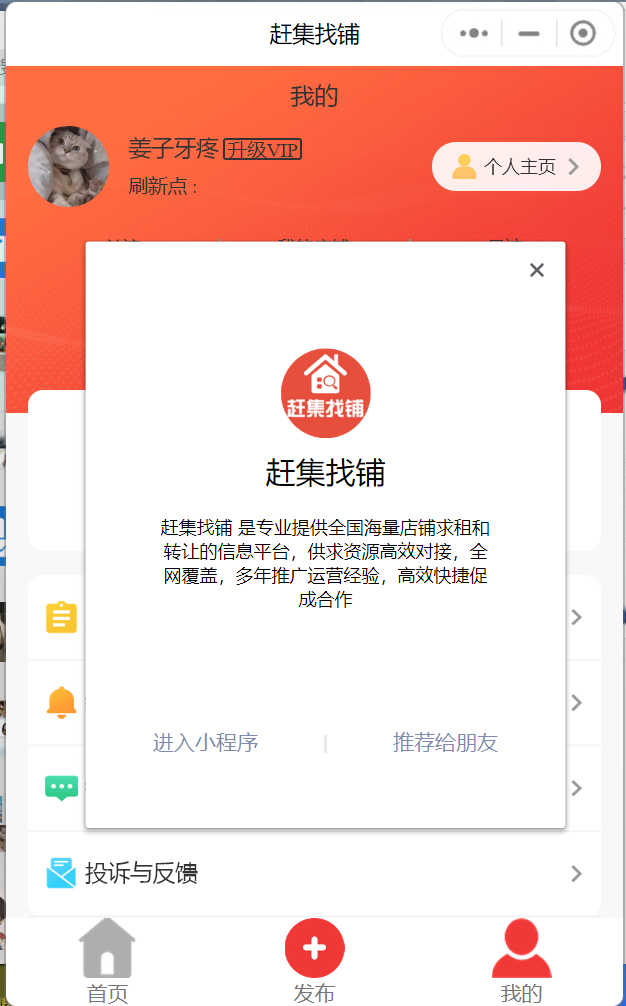 赶集找铺
我的
姜子牙疼 升级VIP
刷新点：
个人主页
赶集找铺
赶集找铺
赶集找铺 是专业提供全国海量店铺求租和
转让的信息平台，供求资源高效对接，全
网覆盖，多年推广运营经验，高效快捷促
成合作
进入小程序
推荐给朋友
投诉与反馈
首页
发布
我的